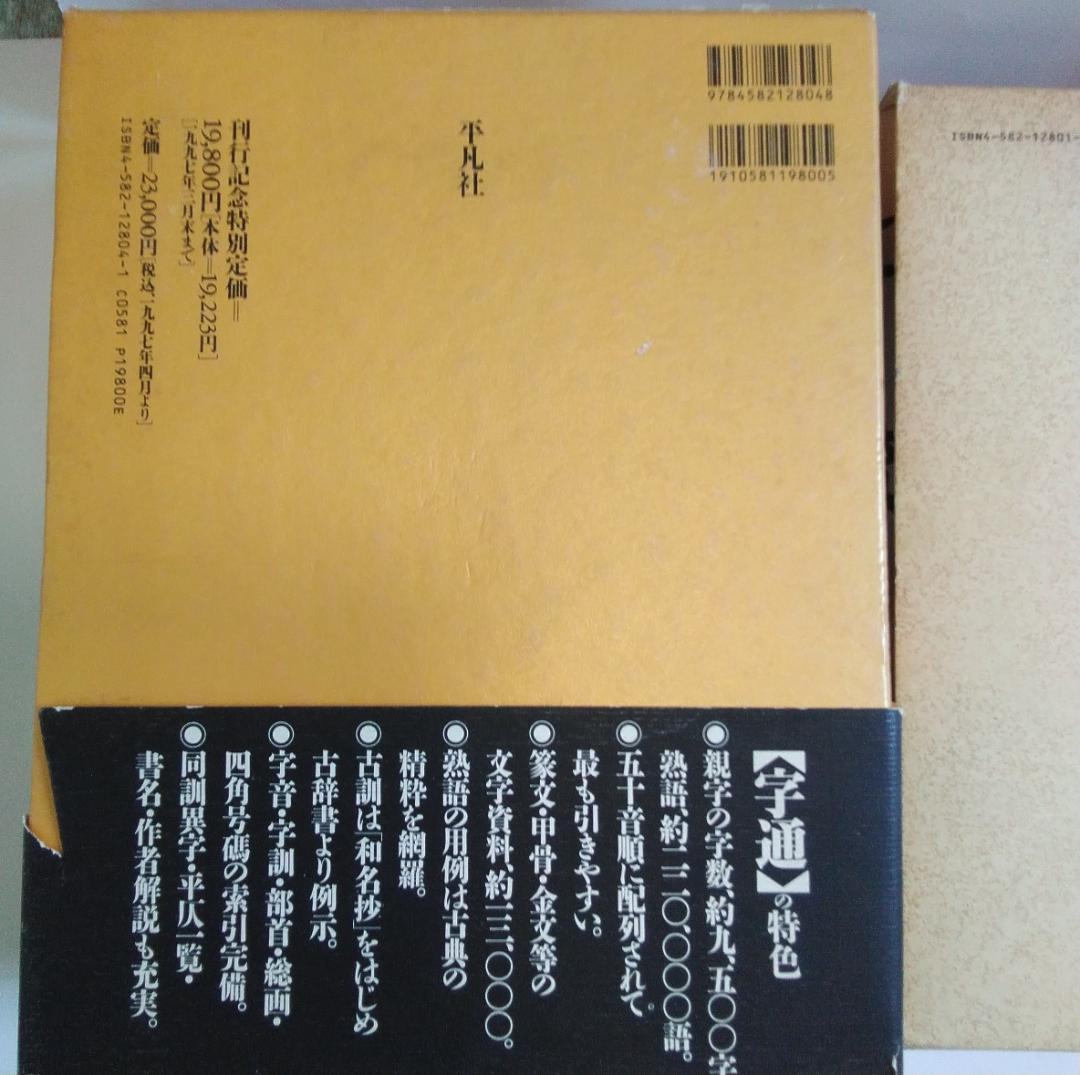 9784582128048
1910581198005
平凡社
刊行記念特別定価＝
19,800円[本体＝19,223円]
[一九九七年三月末まで]
定価＝23,000円[税込、一九九七年四月より]
ISBN4-582-12804-1 C0581 P19800E
ISBN4-582-12801-
【字通】の特色
◉親字の字数、約九、五〇〇字
熟語、約二二〇、〇〇〇語。
◉五十音順に配列されて、
最も引きやすい。
◉篆文・甲骨・金文等の
文字資料、約一三、〇〇〇。
◉熟語の用例は古典の
精粋を網羅。
◉古訓は「和名抄」をはじめ
古辞書より例示。
◉字音・字訓・部首・総画・
四角号碼の索引完備。
◉同訓異字・平仄一覧・
書名・作者解説も充実。